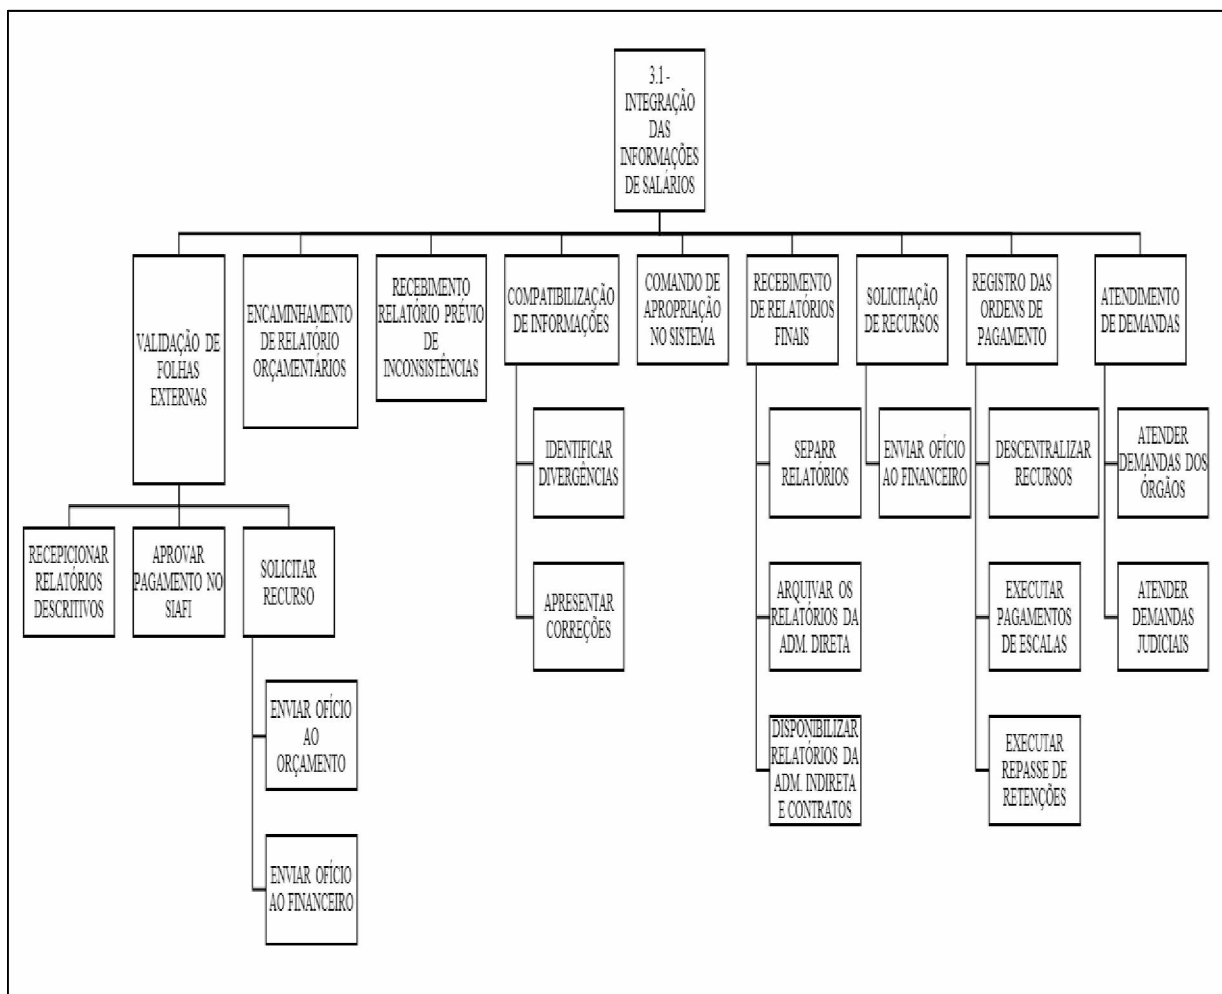 3.1 -
INTEGRAÇÃO
DAS
INFORMAÇÕES
DE SALÁRIOS
VALIDAÇÃO DE
FOLHAS
EXTERNAS
ENCAMINHAMENTO
DE RELATÓRIO
ORÇAMENTÁRIOS
RECEBIMENTO
RELATÓRIO PRÉVIO
DE
INCONSISTÊNCIAS
COMPATIBILIZAÇÃO
DE INFORMAÇÕES
COMANDO DE
APROPRIAÇÃO
NO SISTEMA
RECEBIMENTO
DE RELATÓRIOS
FINAIS
SOLICITAÇÃO
DE RECURSOS
REGISTRO DAS
ORDENS DE
PAGAMENTO
ATENDIMENTO
DE DEMANDAS
IDENTIFICAR
DIVERGÊNCIAS
SEPARR
RELATÓRIOS
ENVIAR OFÍCIO
AO FINANCEIRO
DESCENTRALIZAR
RECURSOS
ATENDER
DEMANDAS DOS
ÓRGÃOS
RECEPICIONAR
RELATÓRIOS
DESCRITIVOS
APROVAR
PAGAMENTO NO
SIAFI
SOLICITAR
RECURSO
APRESENTAR
CORREÇÕES
ARQUIVAR OS
RELATÓRIOS DA
ADM. DIRETA
EXECUTAR
PAGAMENTOS
DE ESCALAS
ATENDER
DEMANDAS
JUDICIAIS
ENVIAR OFÍCIO
AO
ORÇAMENTO
DISPONIBILIZAR
RELATÓRIOS DA
ADM. INDIRETA
E CONTRATOS
EXECUTAR
REPASSE DE
RETENÇÕES
ENVIAR OFÍCIO
AO FINANCEIRO